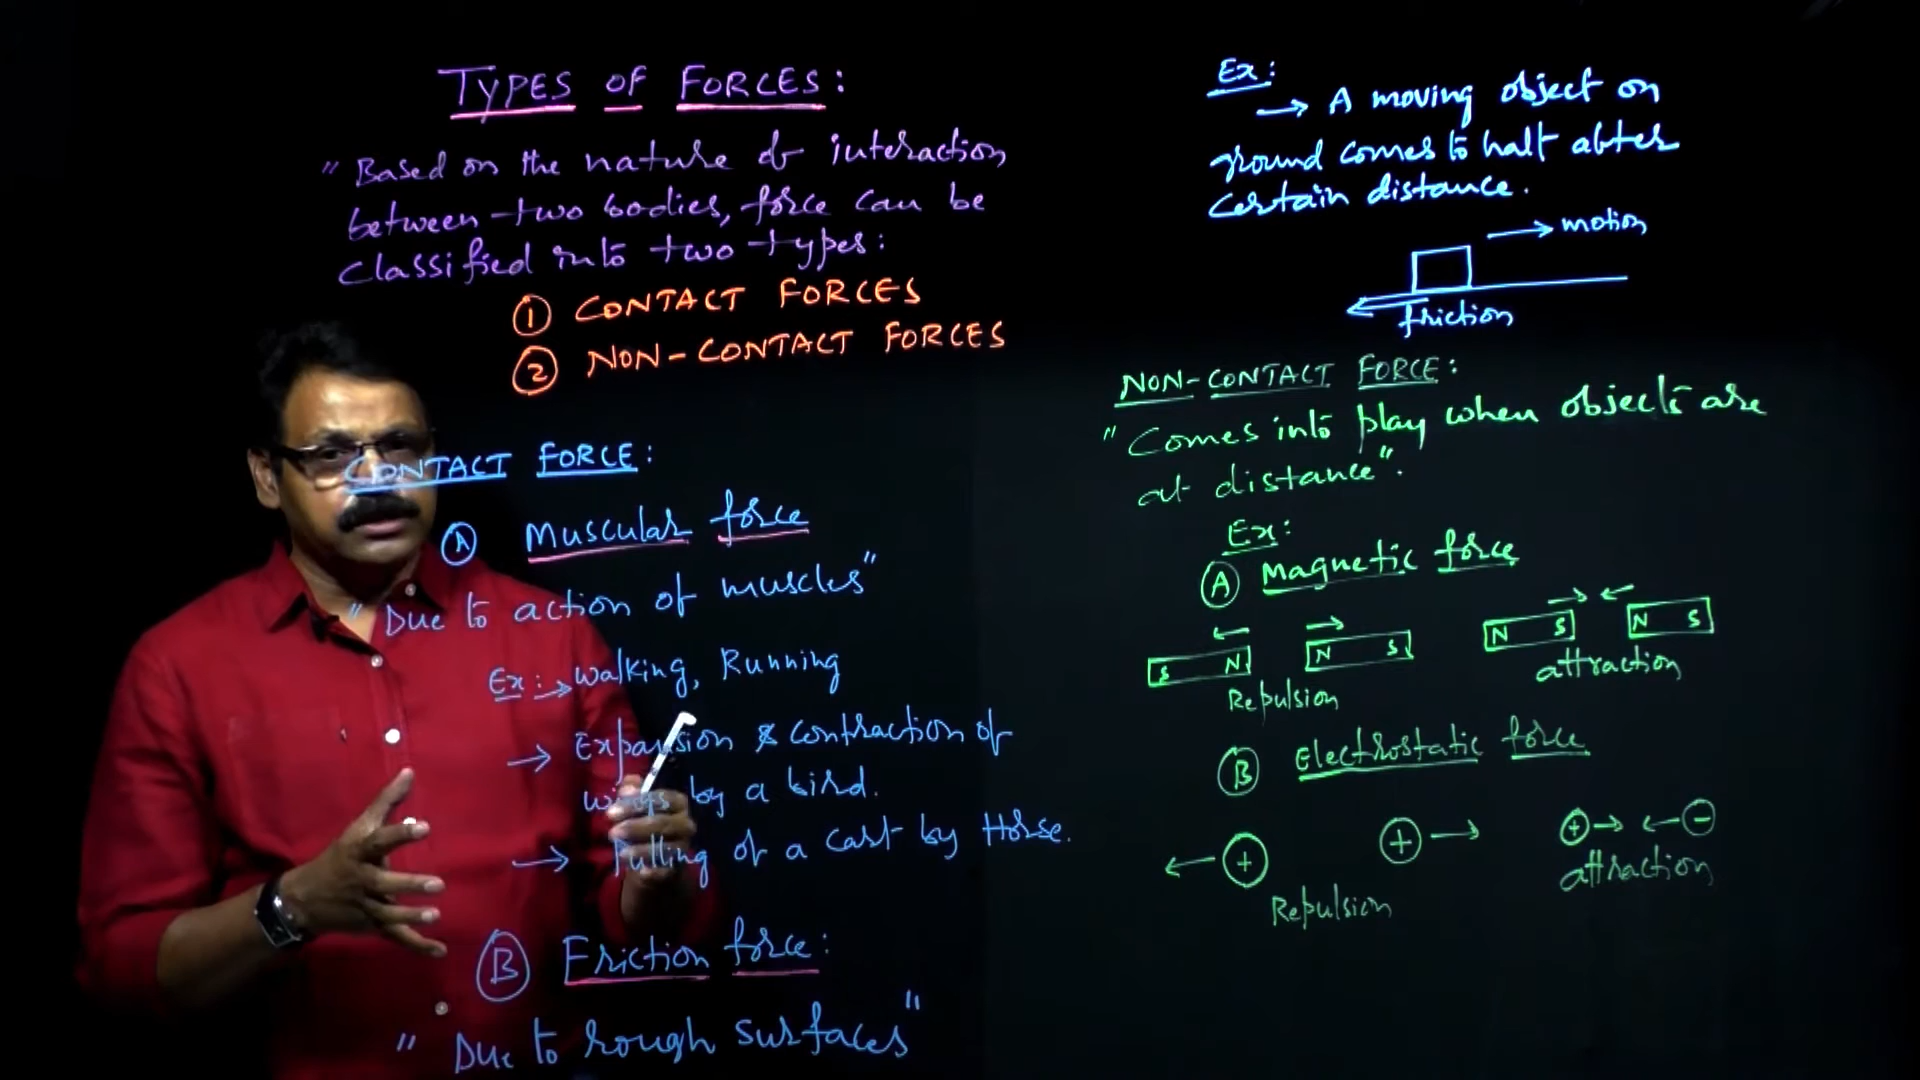 TYPES OF FORCES:
" Based on the nature of interaction
between two bodies, force can be
classified into two types:
1 CONTACT FORCES
2 NON-CONTACT FORCES
CONTACT FORCE:
A Muscular force
" Due to action of muscles"
Ex: → Walking, Running
→ Expansion & contraction of
wings by a bird.
→ Pulling of a cart by Horse.
B Friction force:
" Due to rough surfaces"
Ex:
→ A moving object on
ground comes to halt after
certain distance.
→ motion
friction
NON-CONTACT FORCE:
" Comes into play when objects are
at distance".
Ex:
A Magnetic force
S N N S N S N S
Repulsion attraction
B Electrostatic force
← + + → + → ← −
Repulsion attraction